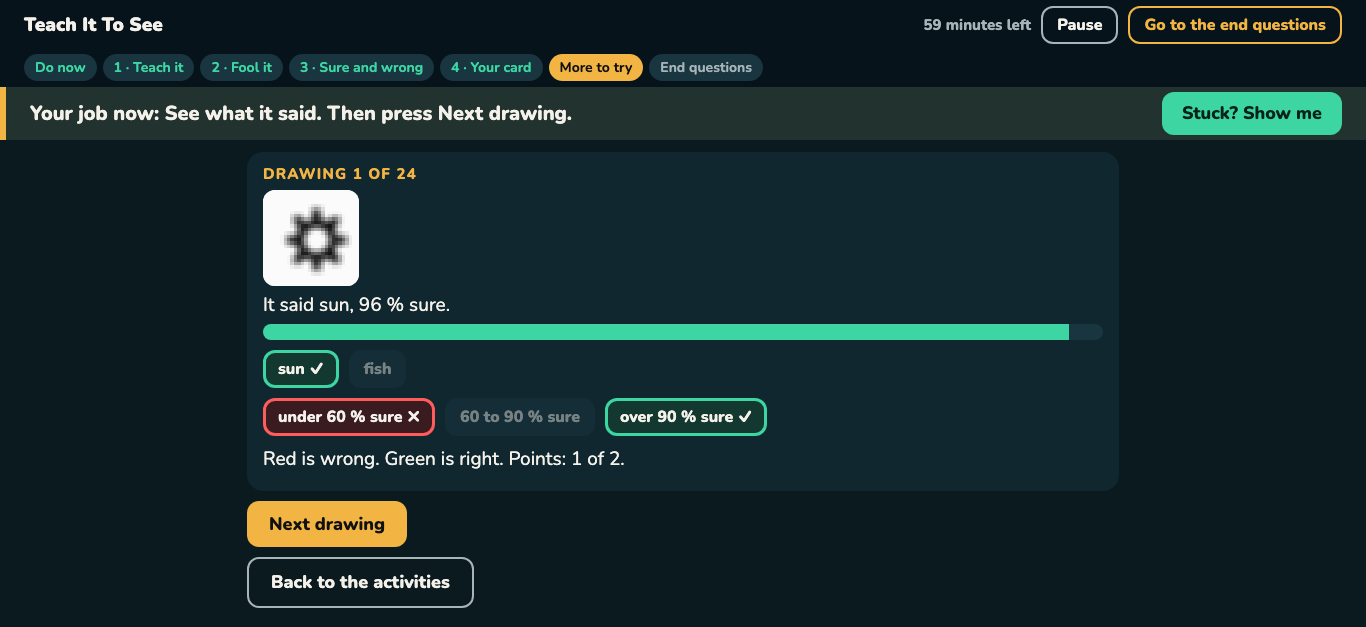 Teach It To See
59 minutes left
Pause
Go to the end questions
Do now
1 · Teach it
2 · Fool it
3 · Sure and wrong
4 · Your card
More to try
End questions
Your job now: See what it said. Then press Next drawing.
Stuck? Show me
DRAWING 1 OF 24
It said sun, 96 % sure.
sun ✓
fish
under 60 % sure ✕
60 to 90 % sure
over 90 % sure ✓
Red is wrong. Green is right. Points: 1 of 2.
Next drawing
Back to the activities